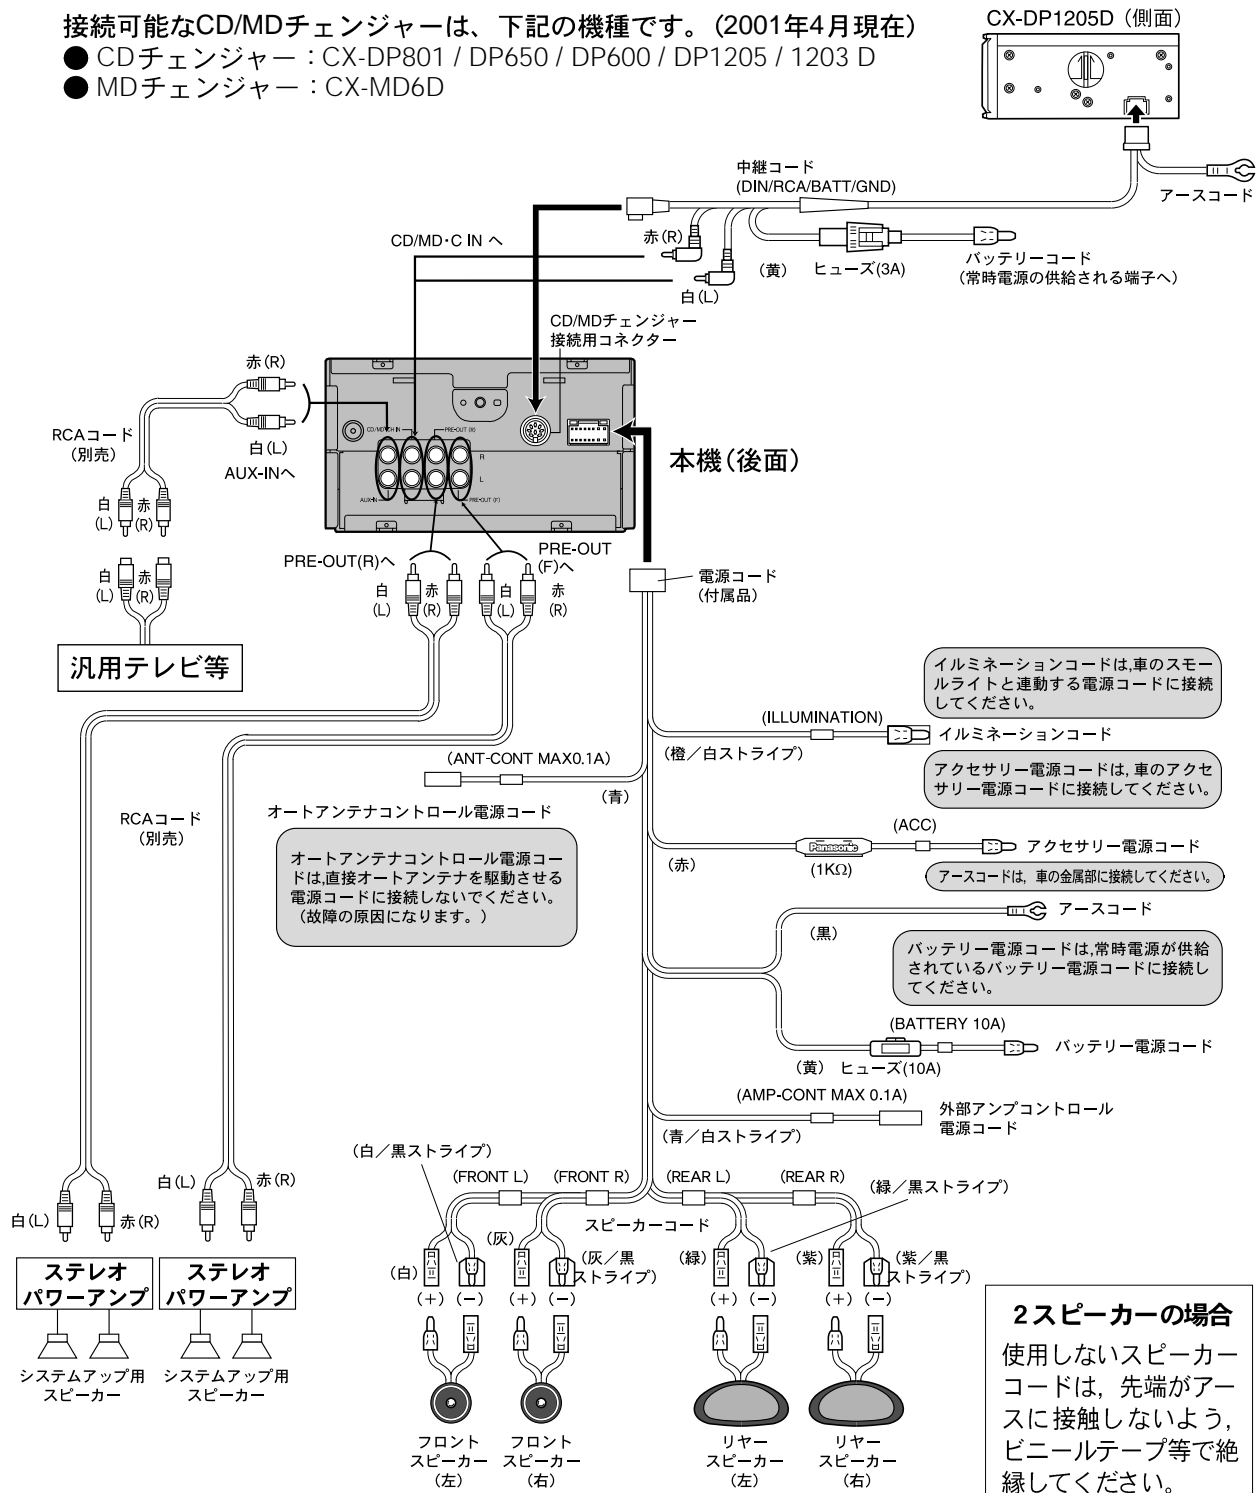 接続可能なCD/MDチェンジャーは、下記の機種です。(2001年4月現在)
● CDチェンジャー：CX-DP801 / DP650 / DP600 / DP1205 / 1203 D
● MDチェンジャー：CX-MD6D
CX-DP1205D（側面）
中継コード
(DIN/RCA/BATT/GND)
アースコード
CD/MD･C IN へ
赤(R)
(黄)
ヒューズ(3A)
バッテリーコード
(常時電源の供給される端子へ)
白(L)
CD/MDチェンジャー
接続用コネクター
赤(R)
RCAコード
(別売)
白(L)
AUX-INへ
CD/MD CH IN
PRE-OUT (R)
R
L
AUX-IN
PRE-OUT (F)
本機(後面)
白
(L)
赤
(R)
白
(L)
赤
(R)
汎用テレビ等
PRE-OUT(R)へ
PRE-OUT
(F)へ
白
(L)
赤
(R)
白
(L)
赤
(R)
電源コード
(付属品)
イルミネーションコードは,車のスモー
ルライトと連動する電源コードに接続
してください。
(ILLUMINATION)
イルミネーションコード
(橙／白ストライプ)
(ANT-CONT MAX0.1A)
(青)
オートアンテナコントロール電源コード
オートアンテナコントロール電源コー
ドは,直接オートアンテナを駆動させる
電源コードに接続しないでください。
（故障の原因になります。）
RCAコード
(別売)
アクセサリー電源コードは,車のアクセ
サリー電源コードに接続してください。
(ACC)
Panasonic
アクセサリー電源コード
(赤)
(1KΩ)
アースコードは，車の金属部に接続してください。
アースコード
(黒)
バッテリー電源コードは,常時電源が供給
されているバッテリー電源コードに接続し
てください。
(BATTERY 10A)
バッテリー電源コード
(黄)
ヒューズ(10A)
(AMP-CONT MAX 0.1A)
外部アンプコントロール
電源コード
(青／白ストライプ)
(白／黒ストライプ)
(FRONT L)
(FRONT R)
(REAR L)
(REAR R)
(緑／黒ストライプ)
スピーカーコード
白(L)
赤(R)
白(L)
赤(R)
(白)
(灰)
(灰／黒
ストライプ)
(緑)
(紫)
(紫／黒
ストライプ)
(＋)
(－)
(＋)
(－)
(＋)
(－)
(＋)
(－)
ステレオ
パワーアンプ
ステレオ
パワーアンプ
システムアップ用
スピーカー
システムアップ用
スピーカー
フロント
スピーカー
(左)
フロント
スピーカー
(右)
リヤー
スピーカー
(左)
リヤー
スピーカー
(右)
2スピーカーの場合
使用しないスピーカー
コードは，先端がアー
スに接触しないよう，
ビニールテープ等で絶
縁してください。